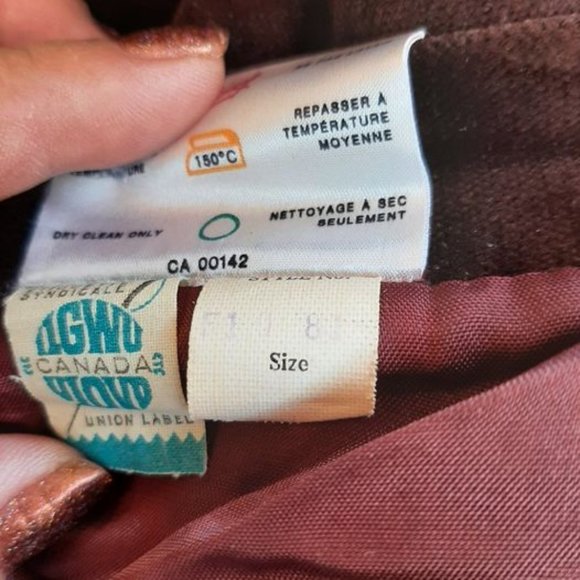 REPASSER À
TEMPÉRATURE
MOYENNE
150°C
NETTOYAGE À SEC
SEULEMENT
DRY CLEAN ONLY
CA 00142
SYNDICALE
ILGWU
CANADA
UIOVD
UNION LABEL
Size